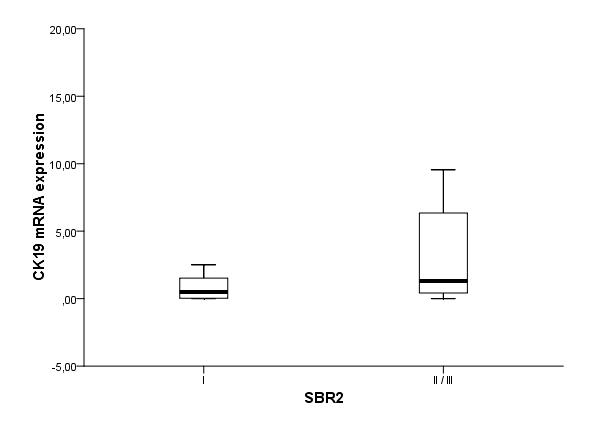 20,00
15,00
10,00
5,00
,00
-5,00
CK19 mRNA expression
I
II / III
SBR2